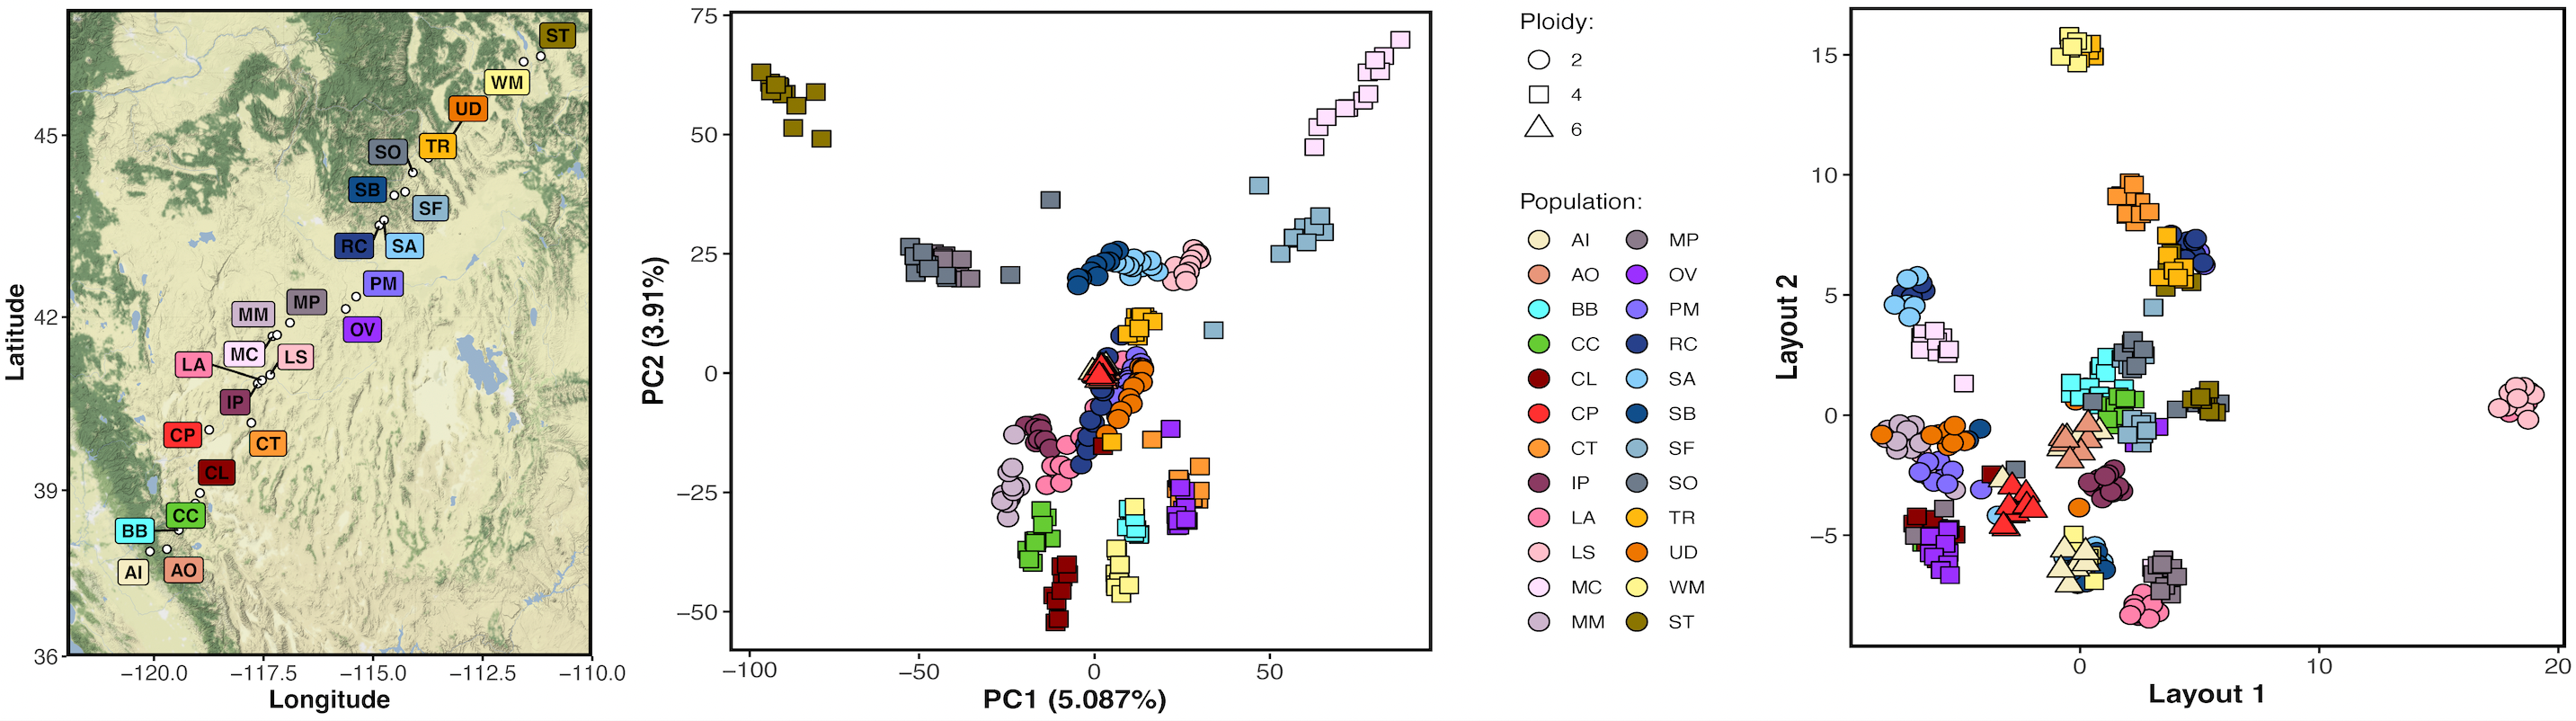 ST
WM
UD
TR
SO
SB
SF
RC
SA
PM
MP
MM
OV
MC
LS
LA
IP
CP
CT
CL
CC
BB
AI
AO
45
42
39
36
−120.0
−117.5
−115.0
−112.5
−110.0
Latitude
Longitude
75
50
25
0
−25
−50
−100
−50
0
50
PC2 (3.91%)
PC1 (5.087%)
Ploidy:
2
4
6
Population:
AI MP
AO OV
BB PM
CC RC
CL SA
CP SB
CT SF
IP SO
LA TR
LS UD
MC WM
MM ST
15
10
5
0
−5
0
10
20
Layout 2
Layout 1